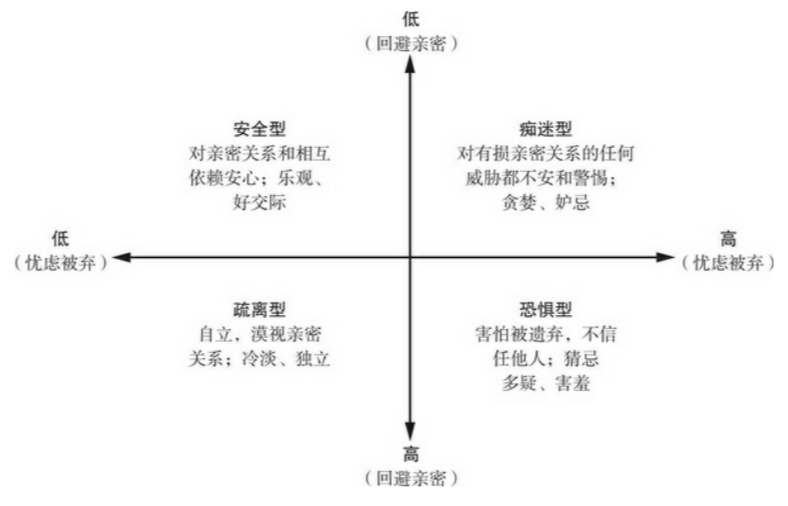 低
（回避亲密）
安全型
对亲密关系和相互
依赖安心；乐观、
好交际
痴迷型
对有损亲密关系的任何
威胁都不安和警惕；
贪婪、妒忌
低
（忧虑被弃）
高
（忧虑被弃）
疏离型
自立，漠视亲密
关系；冷淡、独立
恐惧型
害怕被遗弃，不信
任他人；猜忌
多疑、害羞
高
（回避亲密）